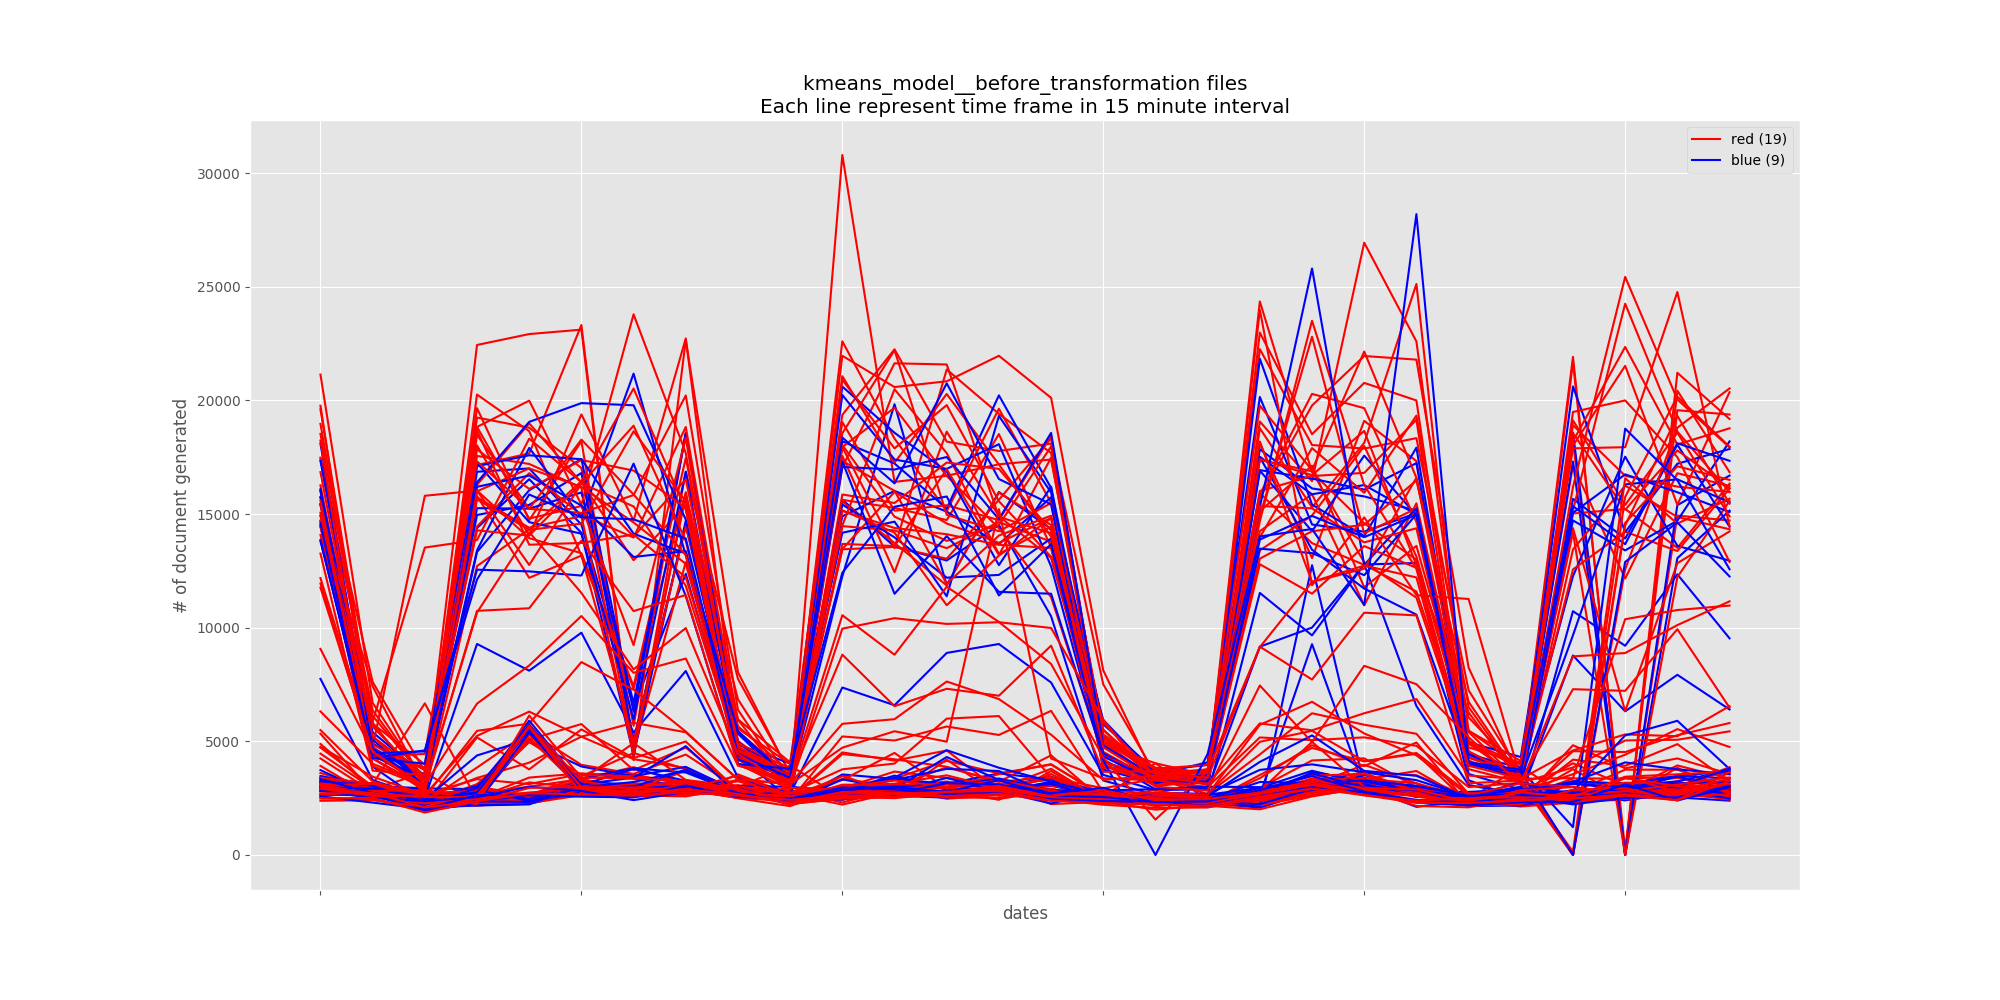 kmeans_model__before_transformation files
Each line represent time frame in 15 minute interval
red (19)
blue (9)
30000
25000
20000
15000
10000
5000
0
# of document generated
dates